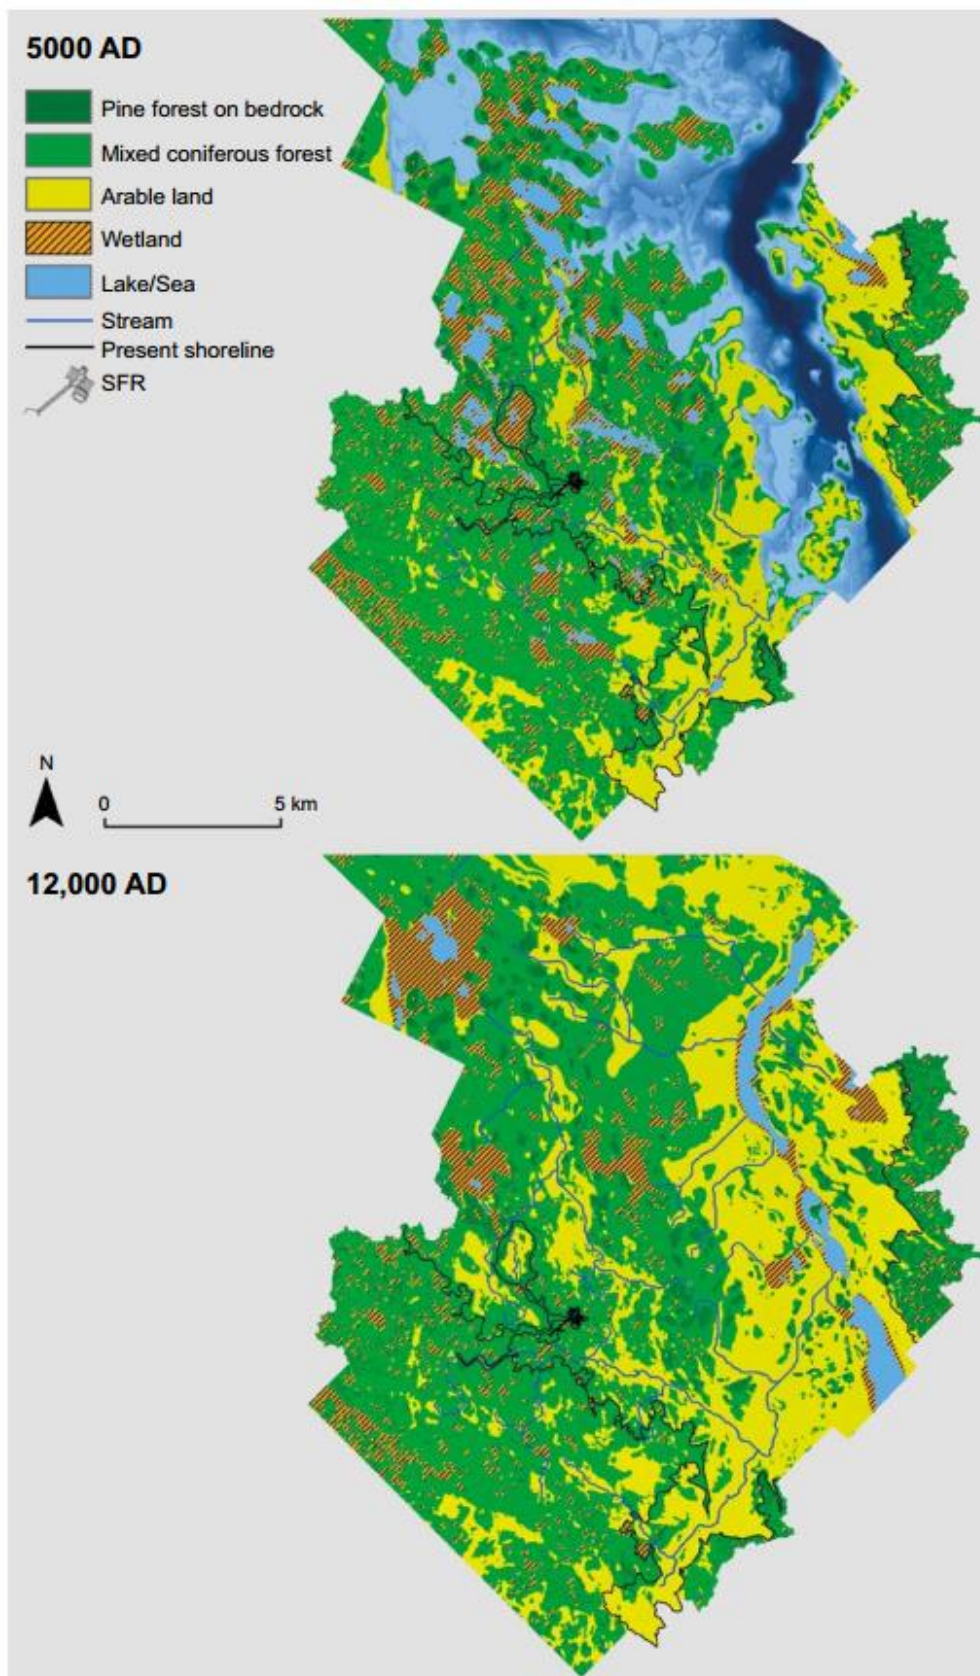 5000 AD
Pine forest on bedrock
Mixed coniferous forest
Arable land
Wetland
Lake/Sea
Stream
Present shoreline
SFR
N
0 5 km
12,000 AD